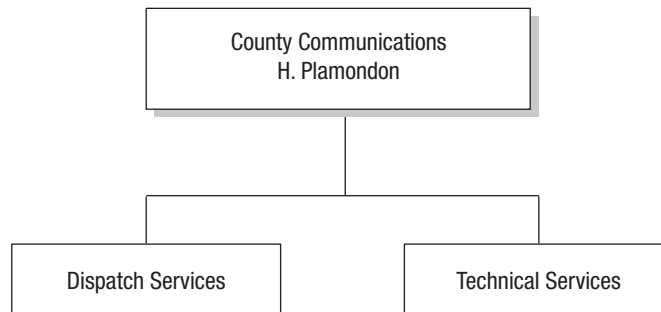 County Communications
H. Plamondon
Dispatch Services
Technical Services